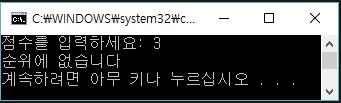 C:₩WINDOWS₩system32₩c...
점수를 입력하세요: 3
순위에 없습니다
계속하려면 아무 키나 누르십시오 . . .